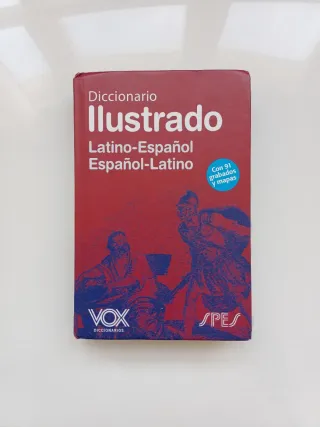 Diccionario
Ilustrado
Latino-Español
Español-Latino
Con 91
grabados
y mapas
VOX
DICCIONARIOS
SPES